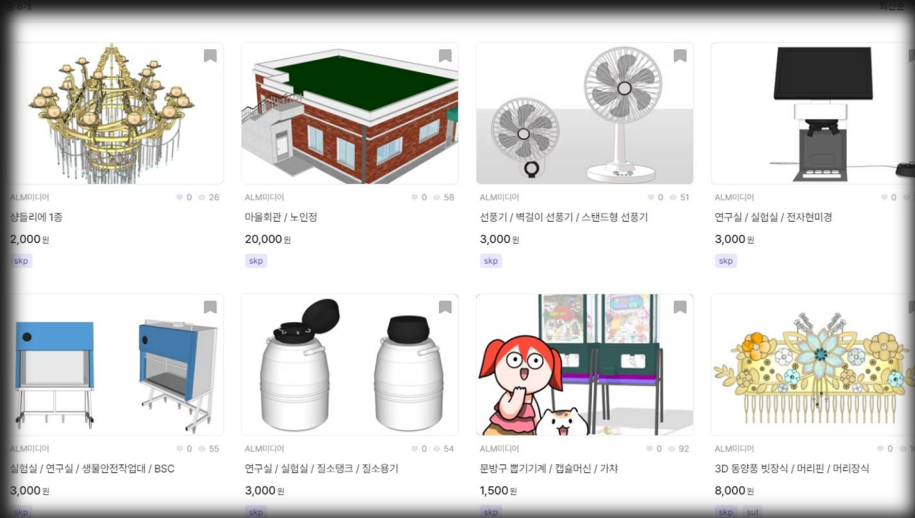 8개
최신순
ALM미디어 0 26
ALM미디어 0 58
ALM미디어 0 51
ALM미디어 0
샹들리에 1종
마을회관 / 노인정
선풍기 / 벽걸이 선풍기 / 스탠드형 선풍기
연구실 / 실험실 / 전자현미경
2,000원
20,000원
3,000원
3,000원
skp
skp
skp
skp
ALM미디어 0 55
ALM미디어 0 54
ALM미디어 0 92
ALM미디어 0
실험실 / 연구실 / 생물안전작업대 / BSC
연구실 / 실험실 / 질소탱크 / 질소용기
문방구 뽑기기계 / 캡슐머신 / 가챠
3D 동양풍 빗장식 / 머리핀 / 머리장식
3,000원
3,000원
1,500원
8,000원
skp
skp
skp
skp sut